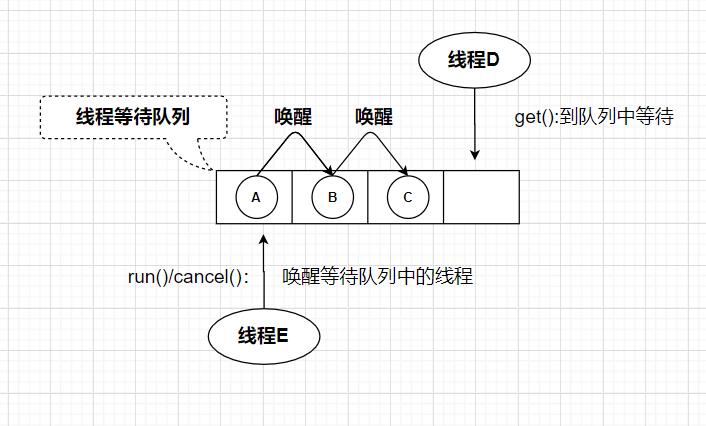 线程D
线程等待队列
唤醒
唤醒
get():到队列中等待
A
B
C
run()/cancel():
唤醒等待队列中的线程
线程E